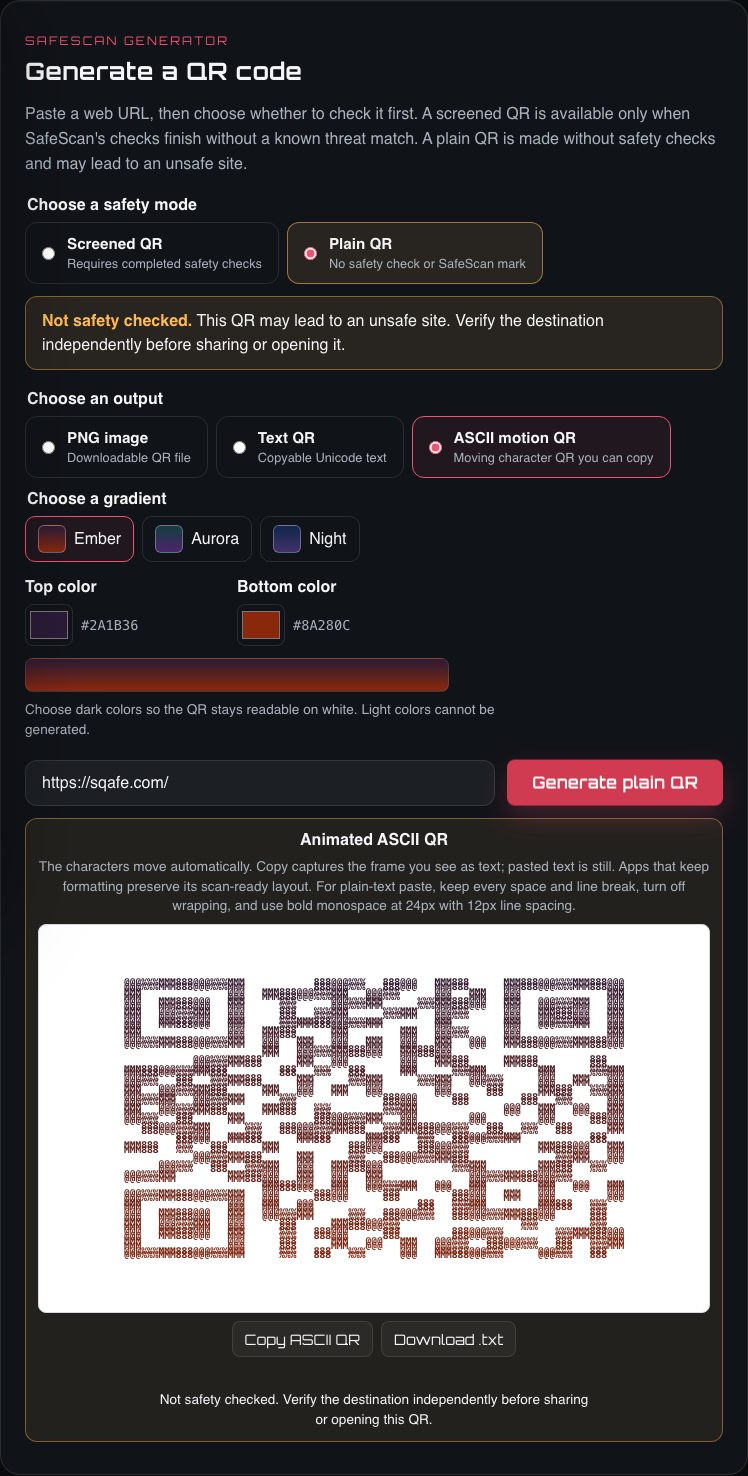 SAFESCAN GENERATOR
Generate a QR code
Paste a web URL, then choose whether to check it first. A screened QR is available only when
SafeScan's checks finish without a known threat match. A plain QR is made without safety checks
and may lead to an unsafe site.
Choose a safety mode
Screened QR
Requires completed safety checks
Plain QR
No safety check or SafeScan mark
Not safety checked. This QR may lead to an unsafe site. Verify the destination
independently before sharing or opening it.
Choose an output
PNG image
Downloadable QR file
Text QR
Copyable Unicode text
ASCII motion QR
Moving character QR you can copy
Choose a gradient
Ember
Aurora
Night
Top color
Bottom color
#2A1B36
#8A280C
Choose dark colors so the QR stays readable on white. Light colors cannot be
generated.
https://sqafe.com/
Generate plain QR
Animated ASCII QR
The characters move automatically. Copy captures the frame you see as text; pasted text is still. Apps that keep
formatting preserve its scan-ready layout. For plain-text paste, keep every space and line break, turn off
wrapping, and use bold monospace at 24px with 12px line spacing.
Copy ASCII QR
Download .txt
Not safety checked. Verify the destination independently before sharing
or opening this QR.